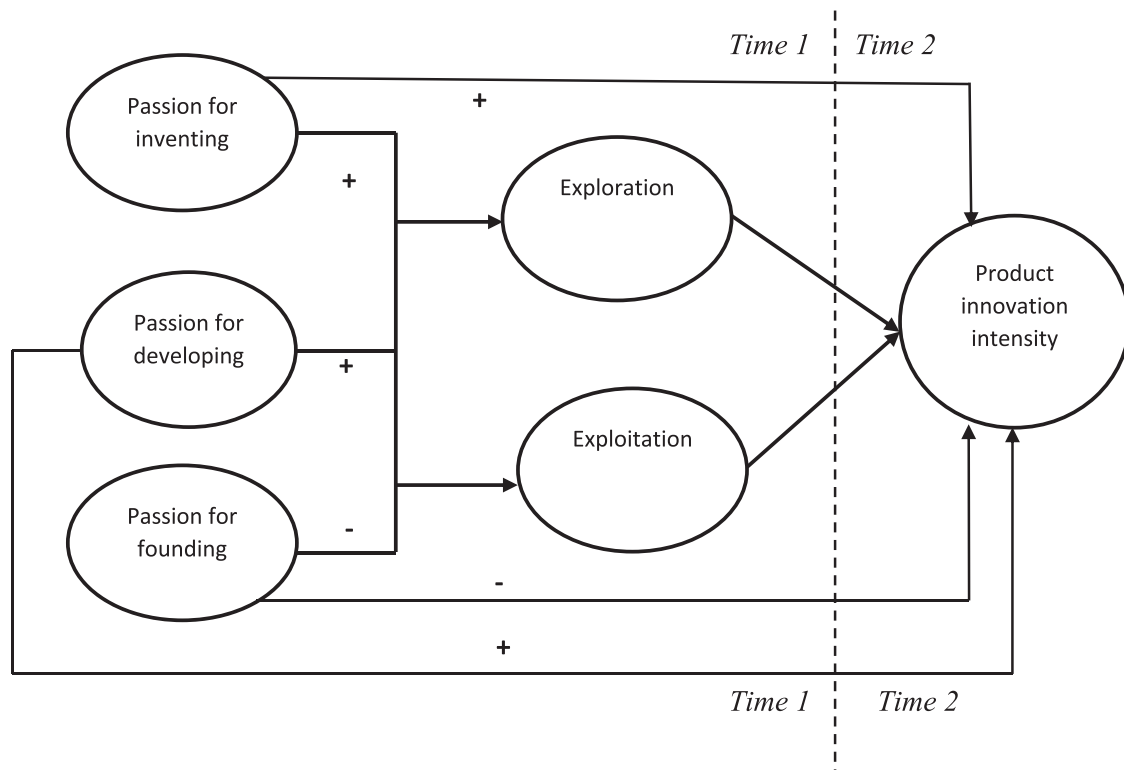 Time 1
Time 2
Passion for
inventing
+
+
Exploration
Product
innovation
intensity
Passion for
developing
+
Exploitation
Passion for
founding
-
-
+
Time 1
Time 2